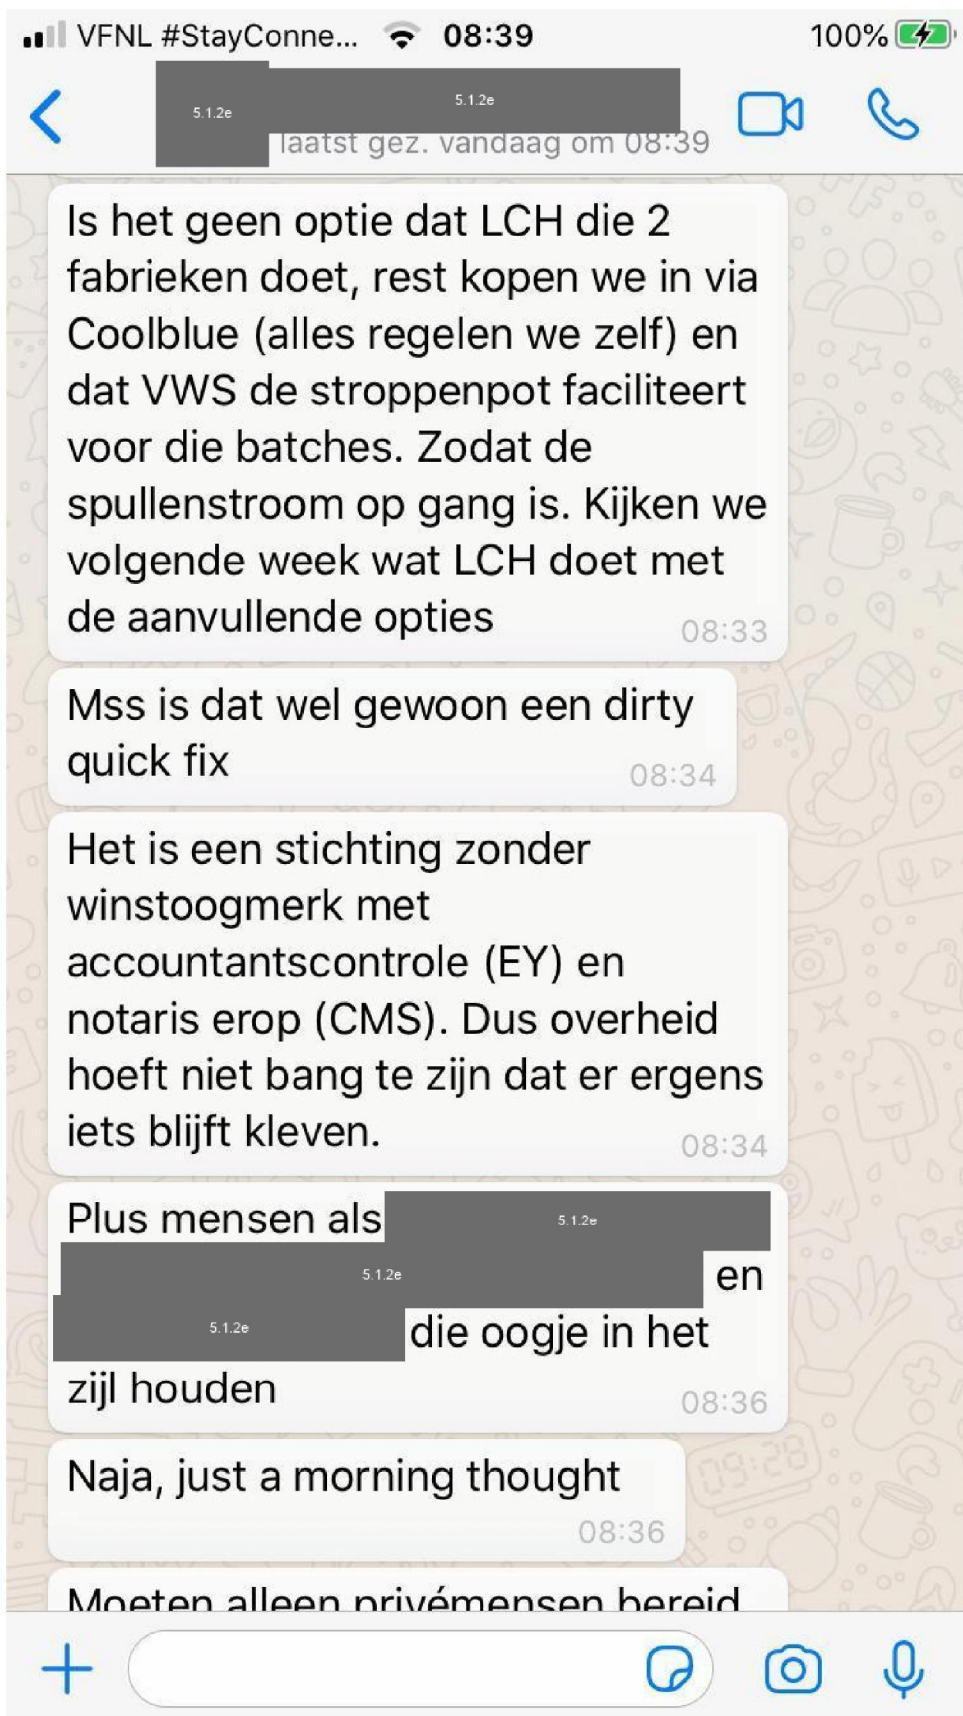 VFNL #StayConne... 08:39 100%
5.1.2e 5.1.2e
laatst gez. vandaag om 08:39
Is het geen optie dat LCH die 2
fabrieken doet, rest kopen we in via
Coolblue (alles regelen we zelf) en
dat VWS de stroppenpot faciliteert
voor die batches. Zodat de
spullenstroom op gang is. Kijken we
volgende week wat LCH doet met
de aanvullende opties 08:33
Mss is dat wel gewoon een dirty
quick fix 08:34
Het is een stichting zonder
winstoogmerk met
accountantscontrole (EY) en
notaris erop (CMS). Dus overheid
hoeft niet bang te zijn dat er ergens
iets blijft kleven. 08:34
Plus mensen als 5.1.2e
5.1.2e en
5.1.2e die oogje in het
zijl houden 08:36
Naja, just a morning thought
08:36
Moeten alleen privémensen bereid